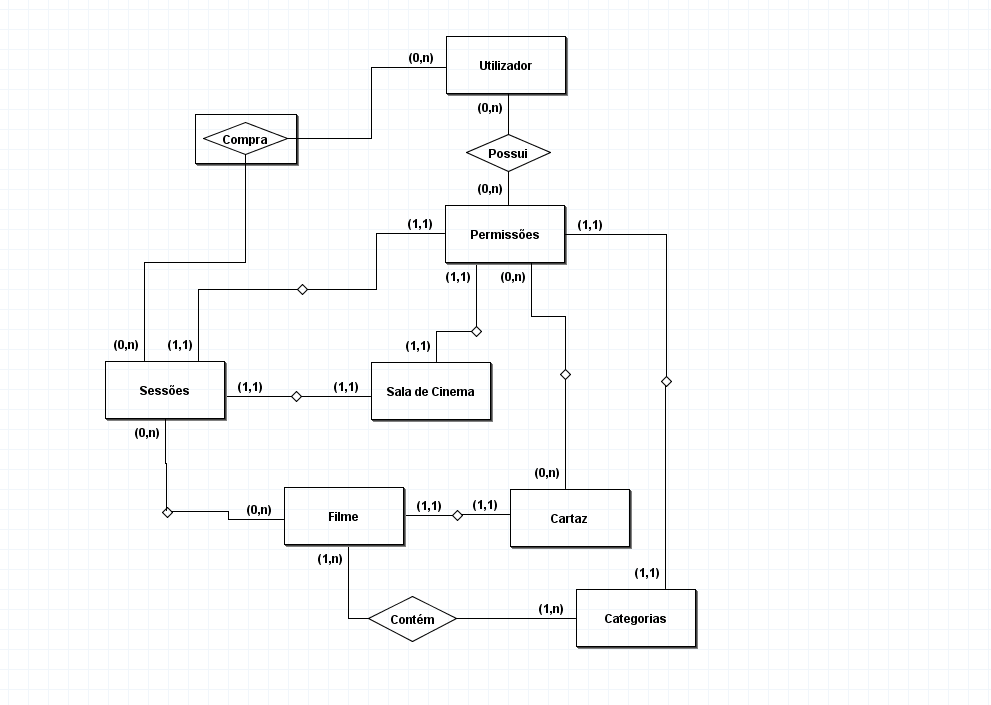 (0,n)
Utilizador
(0,n)
Compra
Possui
(0,n)
(1,1)
Permissões
(1,1)
(1,1)
(0,n)
(0,n)
(1,1)
(1,1)
Sessões
(1,1)
(1,1)
Sala de Cinema
(0,n)
(0,n)
(0,n)
Filme
(1,1)
(1,1)
Cartaz
(1,n)
(1,1)
Contém
(1,n)
Categorias